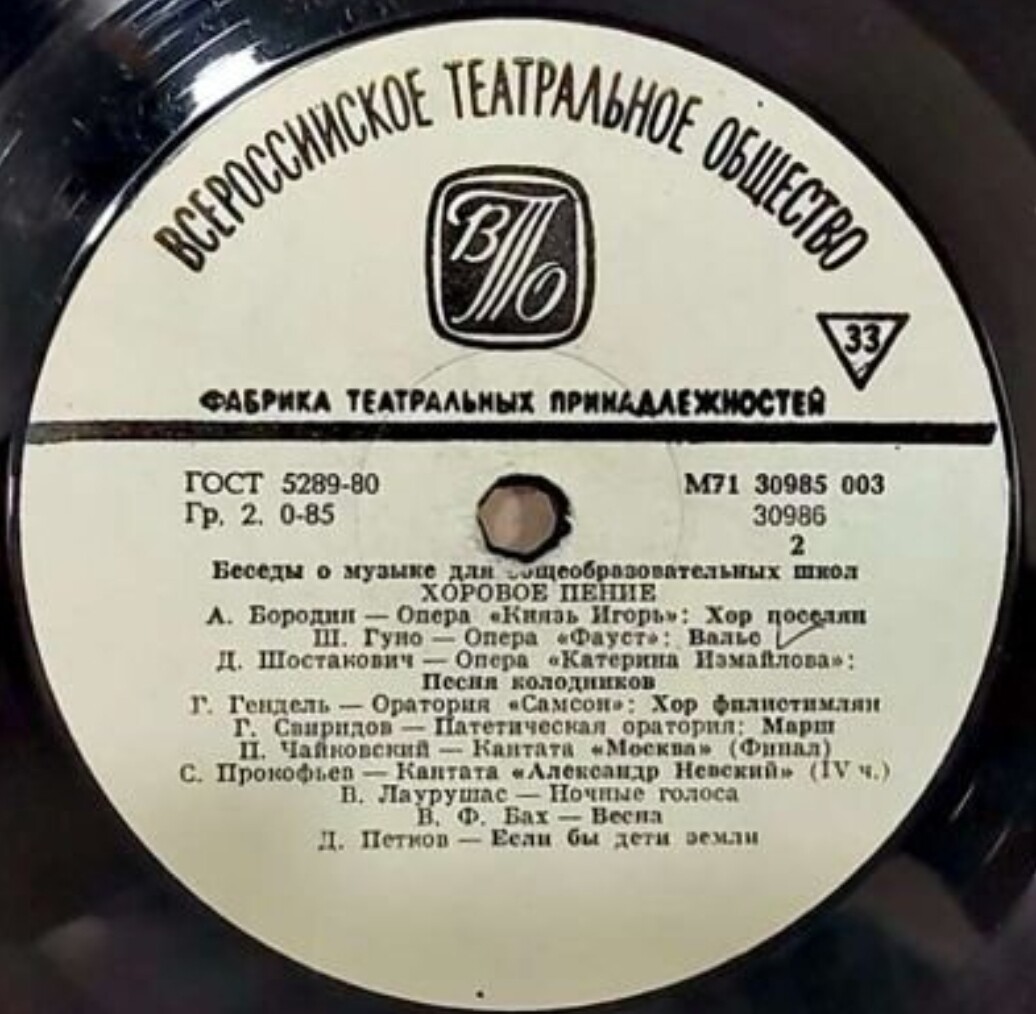 ВСЕРОССИЙСКОЕ ТЕАТРАЛЬНОЕ ОБЩЕСТВО
ВТО
33
ФАБРИКА ТЕАТРАЛЬНЫХ ПРИНАДЛЕЖНОСТЕЙ
ГОСТ 5289-80
Гр. 2. 0-85
М71 30985 003
30986
2
Беседы о музыке для общеобразовательных школ
ХОРОВОЕ ПЕНИЕ
А. Бородин — Опера «Князь Игорь»: Хор поселян
Ш. Гуно — Опера «Фауст»: Вальс
Д. Шостакович — Опера «Катерина Измайлова»:
Песня колодников
Г. Гендель — Оратория «Самсон»: Хор филистимлян
Г. Свиридов — Патетическая оратория: Марш
П. Чайковский — Кантата «Москва» (Финал)
С. Прокофьев — Кантата «Александр Невский» (IV ч.)
В. Лаурушас — Ночные голоса
В. Ф. Бах — Весна
Д. Петков — Если бы дети земли